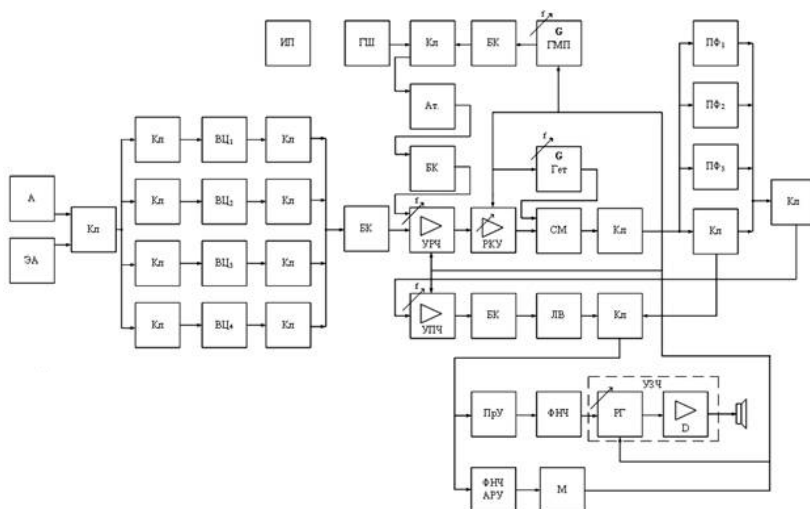 ИП
ГШ
Кл
БК
f
G
ГМП
ПФ₁
Ат.
ПФ₂
Кл
ВЦ₁
Кл
БК
f
G
Гет
ПФ₃
А
Кл
ВЦ₂
Кл
Кл
Кл
БК
f
УРЧ
РКУ
СМ
Кл
Кл
ЭА
Кл
ВЦ₃
Кл
Кл
ВЦ₄
Кл
f
УПЧ
БК
ЛВ
Кл
УЗЧ
ПрУ
ФНЧ
РГ
D
ФНЧ
АРУ
М